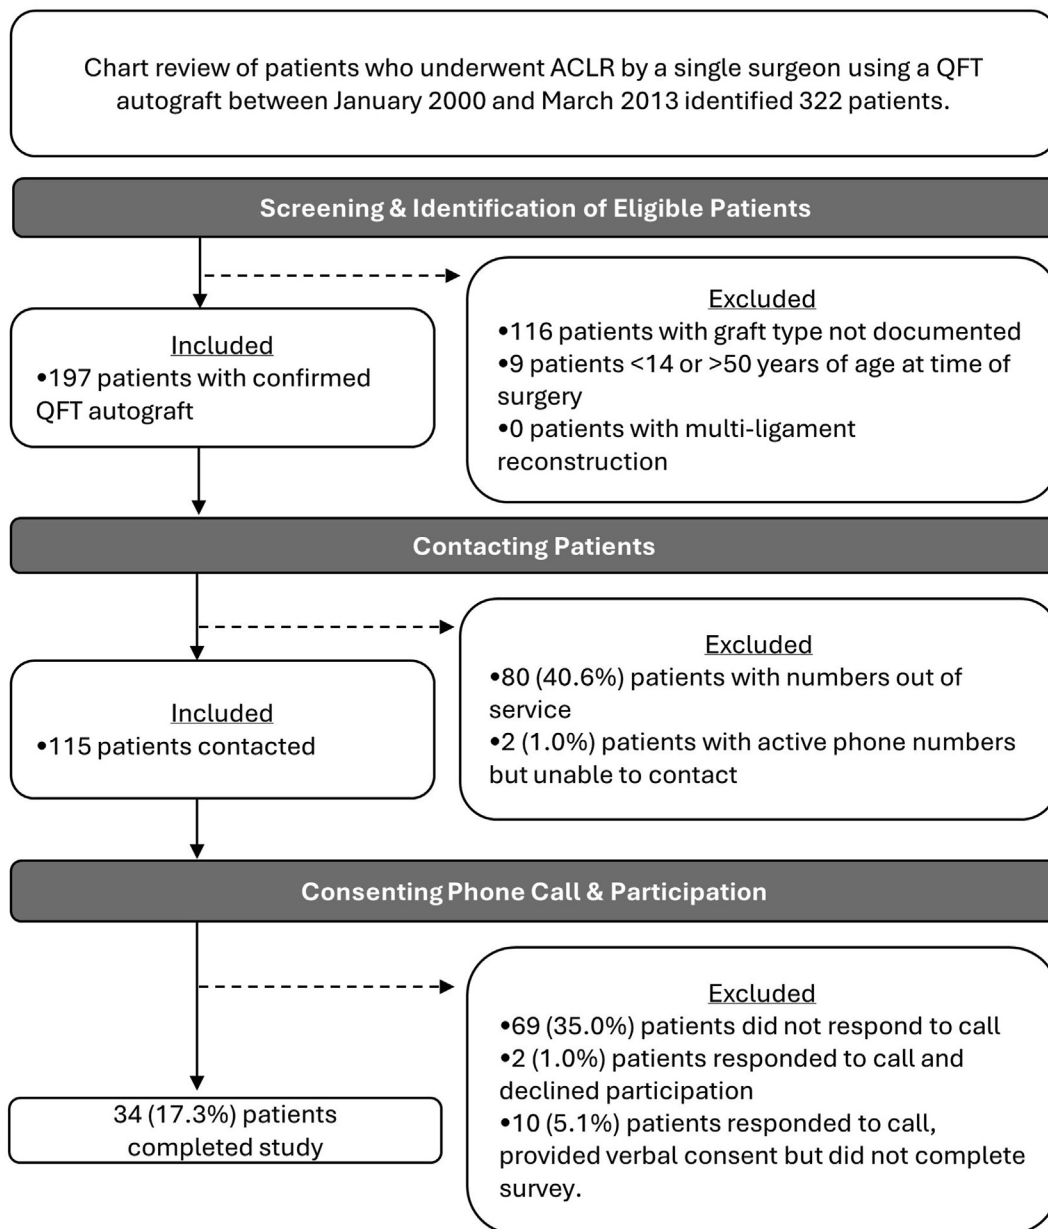 Chart review of patients who underwent ACLR by a single surgeon using a QFT
autograft between January 2000 and March 2013 identified 322 patients.
Screening & Identification of Eligible Patients
Included
•197 patients with confirmed
QFT autograft
Excluded
•116 patients with graft type not documented
•9 patients <14 or >50 years of age at time of
surgery
•0 patients with multi-ligament
reconstruction
Contacting Patients
Included
•115 patients contacted
Excluded
•80 (40.6%) patients with numbers out of
service
•2 (1.0%) patients with active phone numbers
but unable to contact
Consenting Phone Call & Participation
34 (17.3%) patients
completed study
Excluded
•69 (35.0%) patients did not respond to call
•2 (1.0%) patients responded to call and
declined participation
•10 (5.1%) patients responded to call,
provided verbal consent but did not complete
survey.